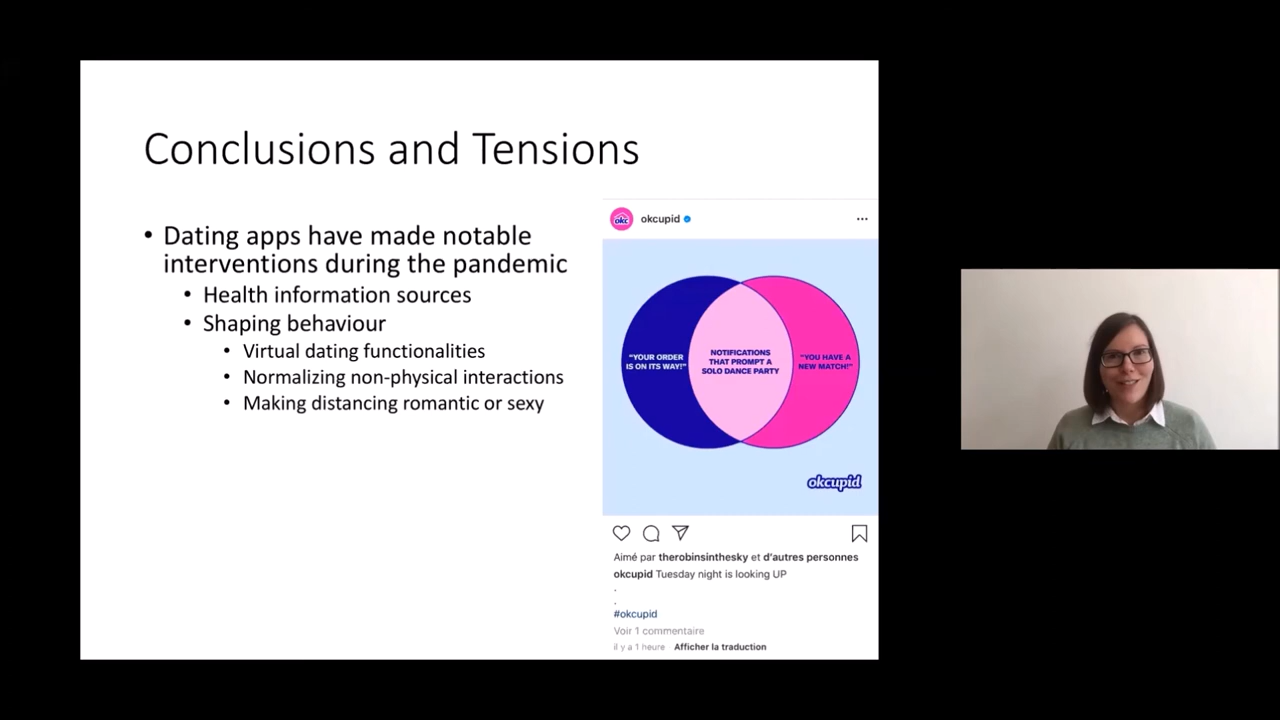 Conclusions and Tensions
• Dating apps have made notable
interventions during the pandemic
• Health information sources
• Shaping behaviour
• Virtual dating functionalities
• Normalizing non-physical interactions
• Making distancing romantic or sexy
okc
okcupid
...
"YOUR ORDER
IS ON ITS WAY!"
NOTIFICATIONS
THAT PROMPT A
SOLO DANCE PARTY
"YOU HAVE A
NEW MATCH!"
okcupid
Aimé par therobinsinthesky et d'autres personnes
okcupid Tuesday night is looking UP
.
.
#okcupid
Voir 1 commentaire
il y a 1 heure Afficher la traduction